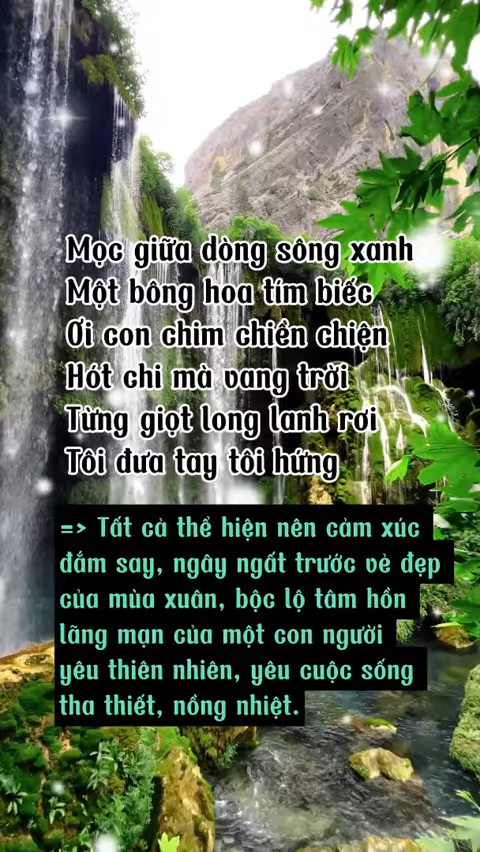 Mọc giữa dòng sông xanh
Một bông hoa tím biếc
Ơi con chim chiền chiện
Hót chi mà vang trời
Từng giọt long lanh rơi
Tôi đưa tay tôi hứng
=> Tất cả thể hiện nên cảm xúc
đắm say, ngây ngất trước vẻ đẹp
của mùa xuân, bộc lộ tâm hồn
lãng mạn của một con người
yêu thiên nhiên, yêu cuộc sống
tha thiết, nồng nhiệt.